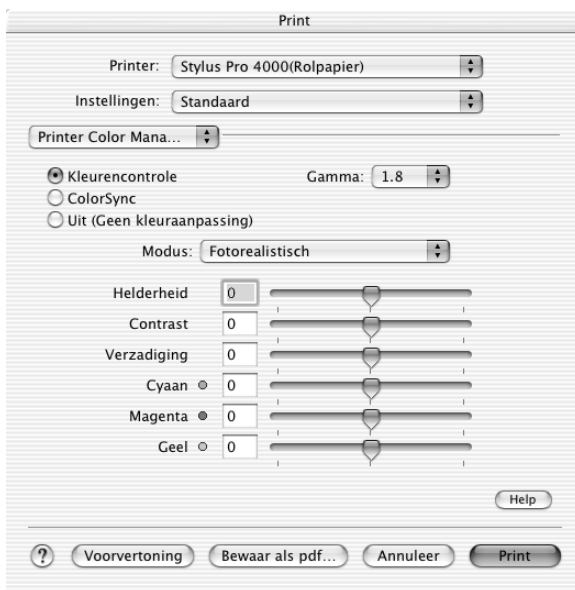 Print
Printer: Stylus Pro 4000(Rolpapier)
Instellingen: Standaard
Printer Color Mana...
Kleurencontrole Gamma: 1.8
ColorSync
Uit (Geen kleuraanpassing)
Modus: Fotorealistisch
Helderheid 0
Contrast 0
Verzadiging 0
Cyaan 0
Magenta 0
Geel 0
Help
? Voorvertoning Bewaar als pdf... Annuleer Print